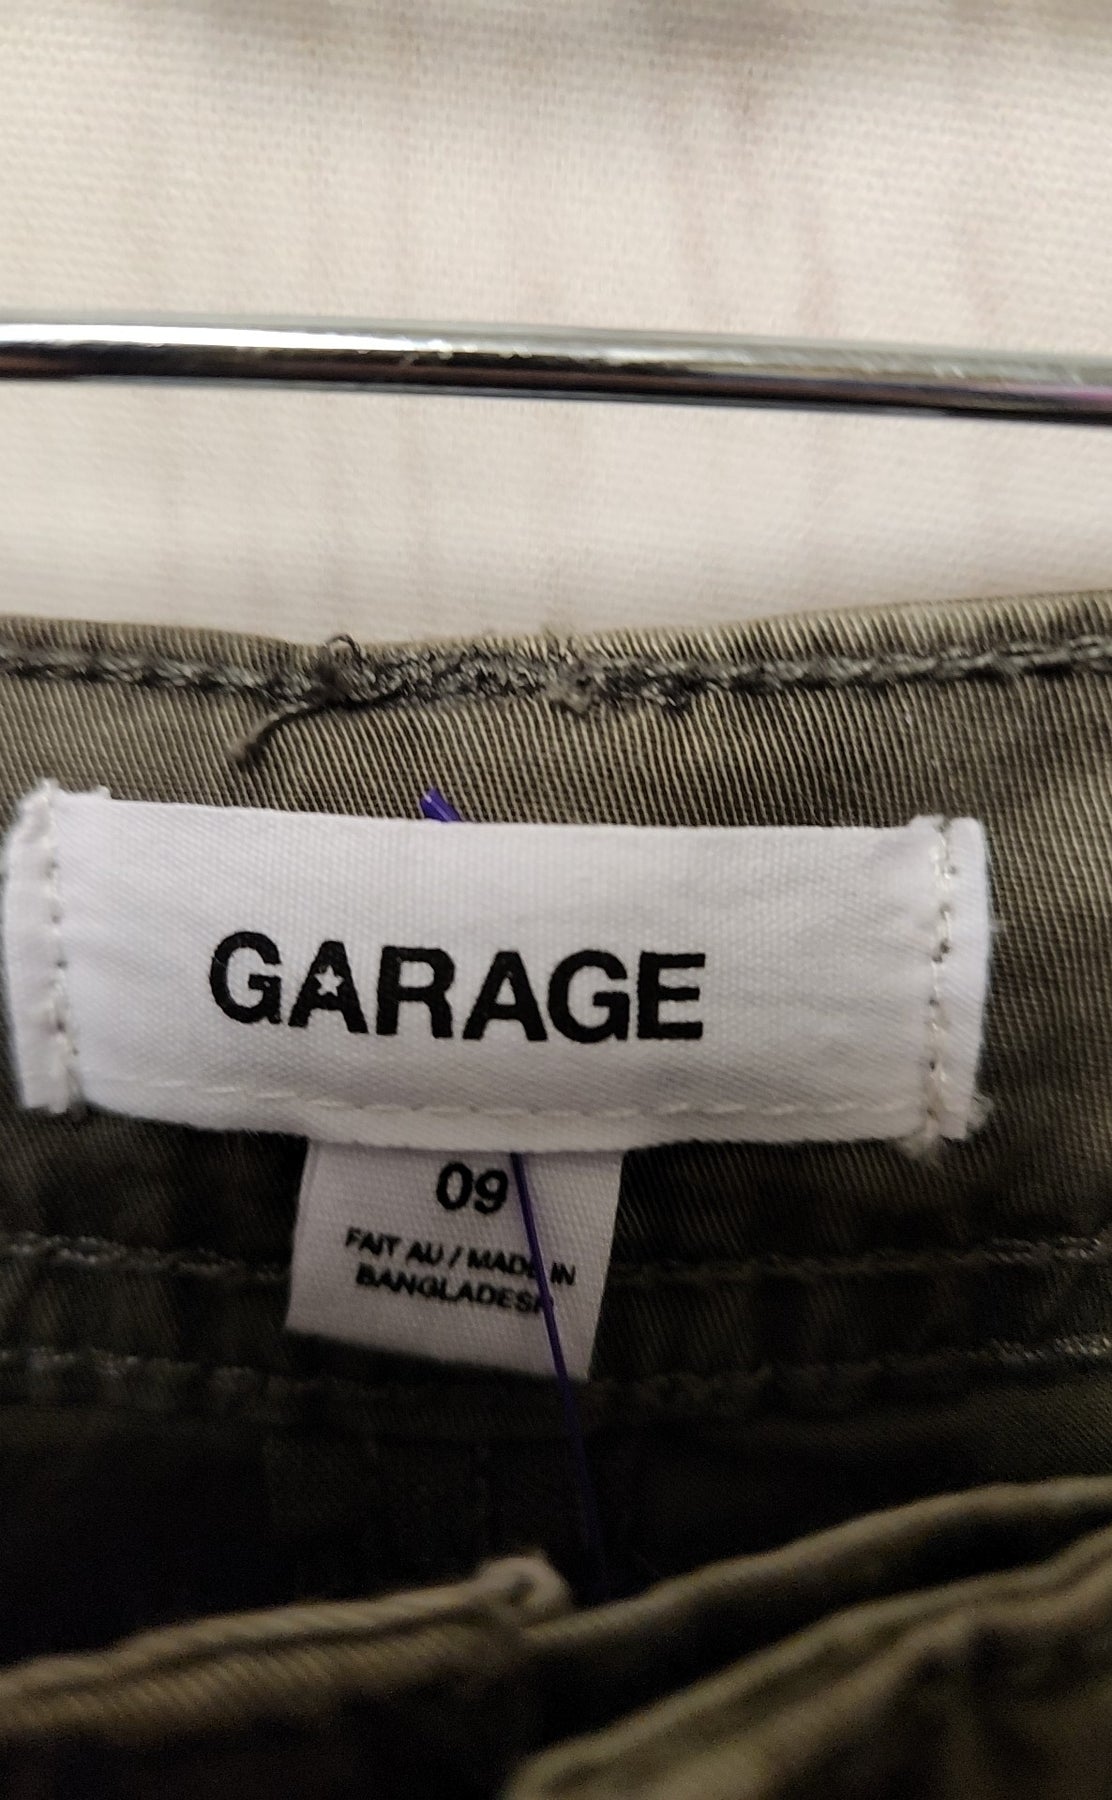 GARAGE
09
FAIT AU / MADE IN
BANGLADESH